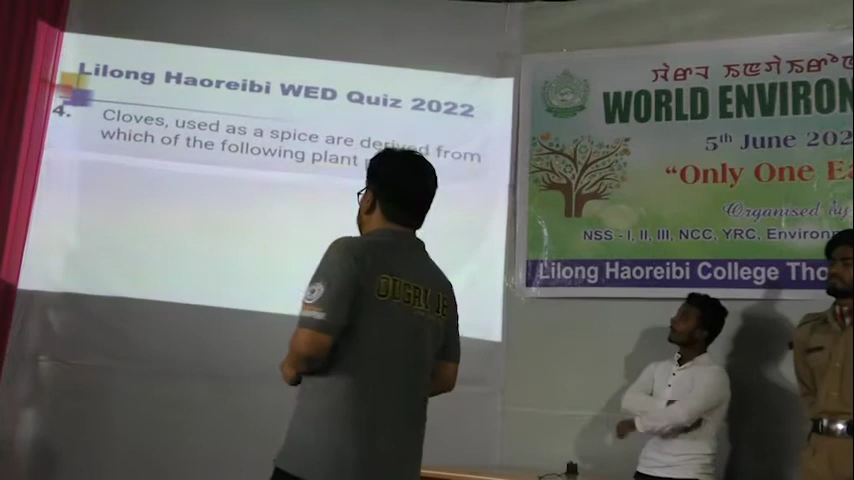 Lilong Haoreibi WED Quiz 2022
4. Cloves, used as a spice are derived from
which of the following plant
WORLD ENVIRON
5th June 202
"Only One Ea
Organised by
NSS - I, II, III, NCC, YRC, Environ
Lilong Haoreibi College Tho